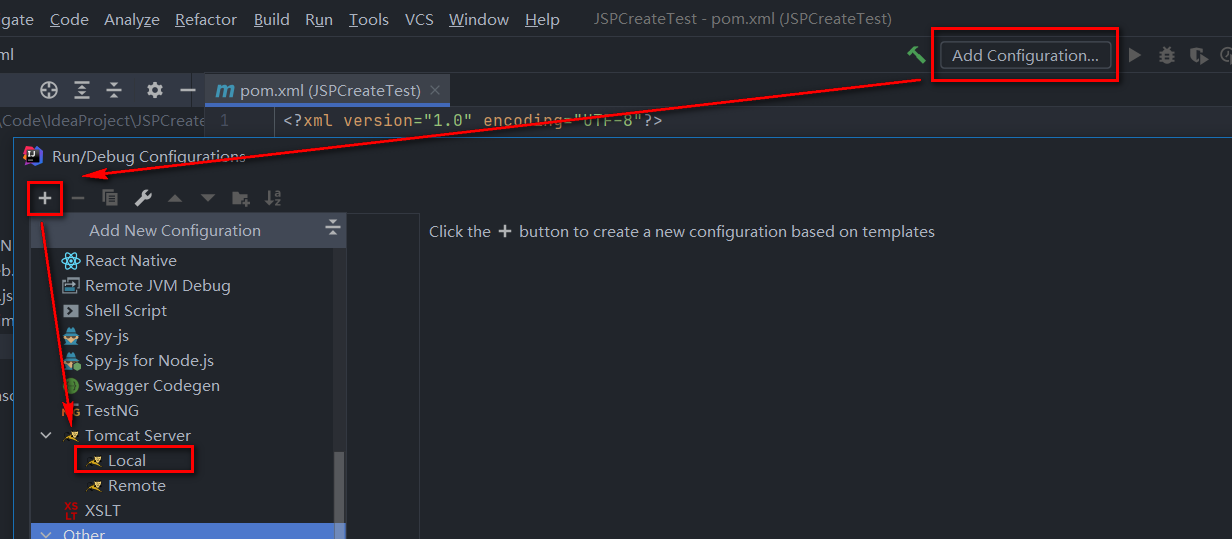 gate Code Analyze Refactor Build Run Tools VCS Window Help JSPCreateTest - pom.xml (JSPCreateTest)
ml Add Configuration...
m pom.xml (JSPCreateTest)
\Code\IdeaProject\JSPCreate 1 <?xml version="1.0" encoding="UTF-8"?>
Run/Debug Configurations
Add New Configuration
Click the + button to create a new configuration based on templates
React Native
Remote JVM Debug
Shell Script
Spy-js
Spy-js for Node.js
Swagger Codegen
TestNG
Tomcat Server
Local
Remote
XSLT
Other